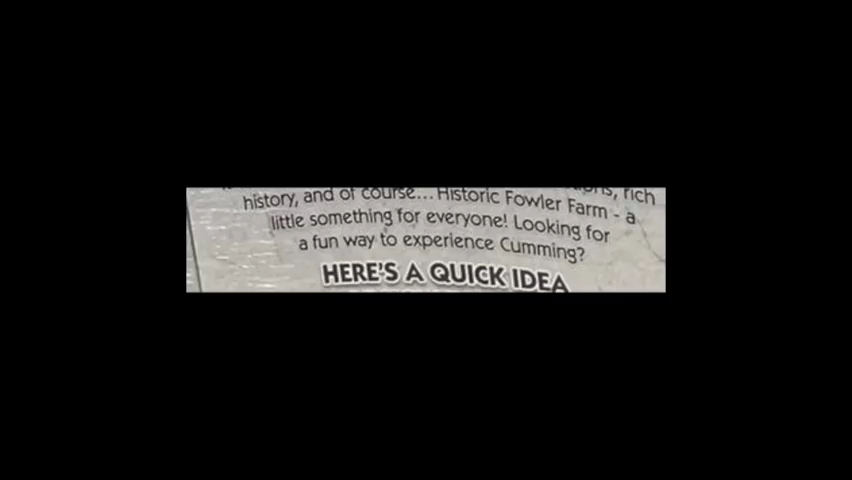 rich
history, and of course... Historic Fowler Farm - a
little something for everyone! Looking for
a fun way to experience Cumming?
HERE'S A QUICK IDEA